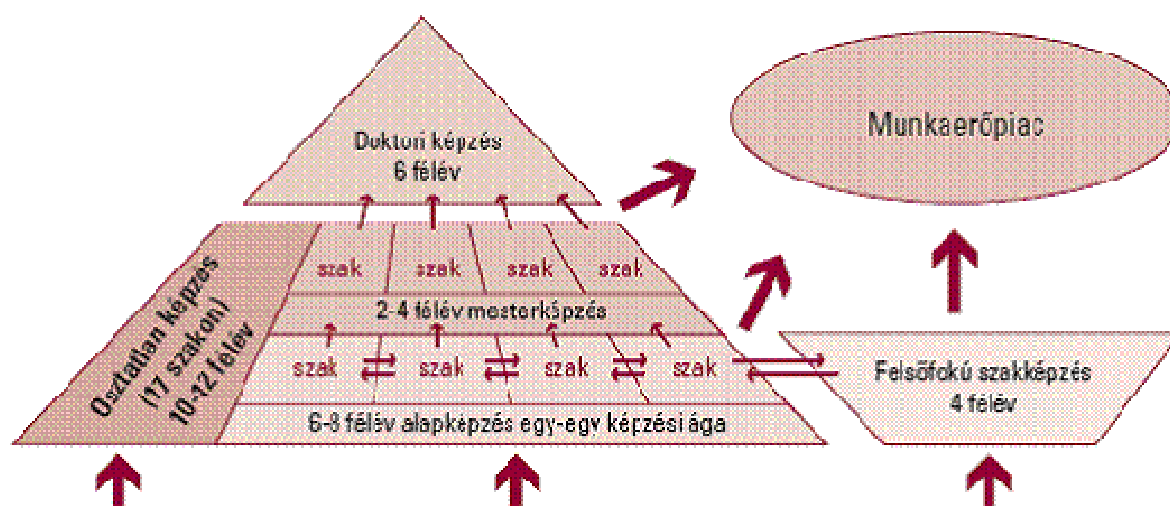 Doktori képzés
6 félév
Munkaerőpiac
szak
szak
szak
szak
2-4 félév mesterképzés
szak
szak
szak
szak
6-8 félév alapképzés egy-egy képzési ága
Osztatlan képzés
(17 szakon)
10-12 félév
Felsőfokú szakképzés
4 félév